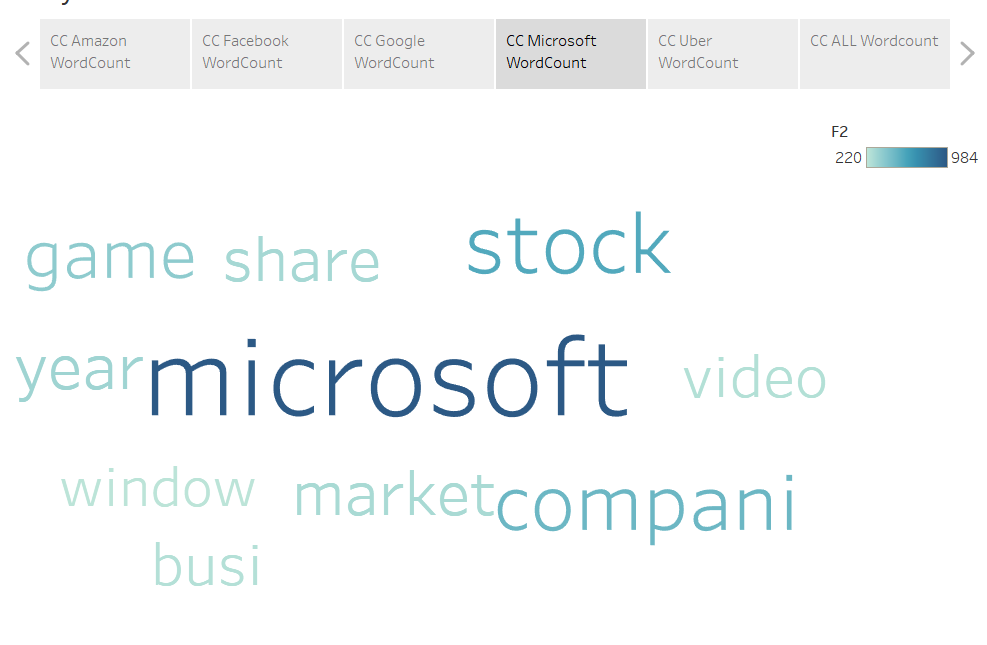 CC Amazon WordCount
CC Facebook WordCount
CC Google WordCount
CC Microsoft WordCount
CC Uber WordCount
CC ALL Wordcount
F2
220 984
game share stock
year microsoft video
window market compani
busi